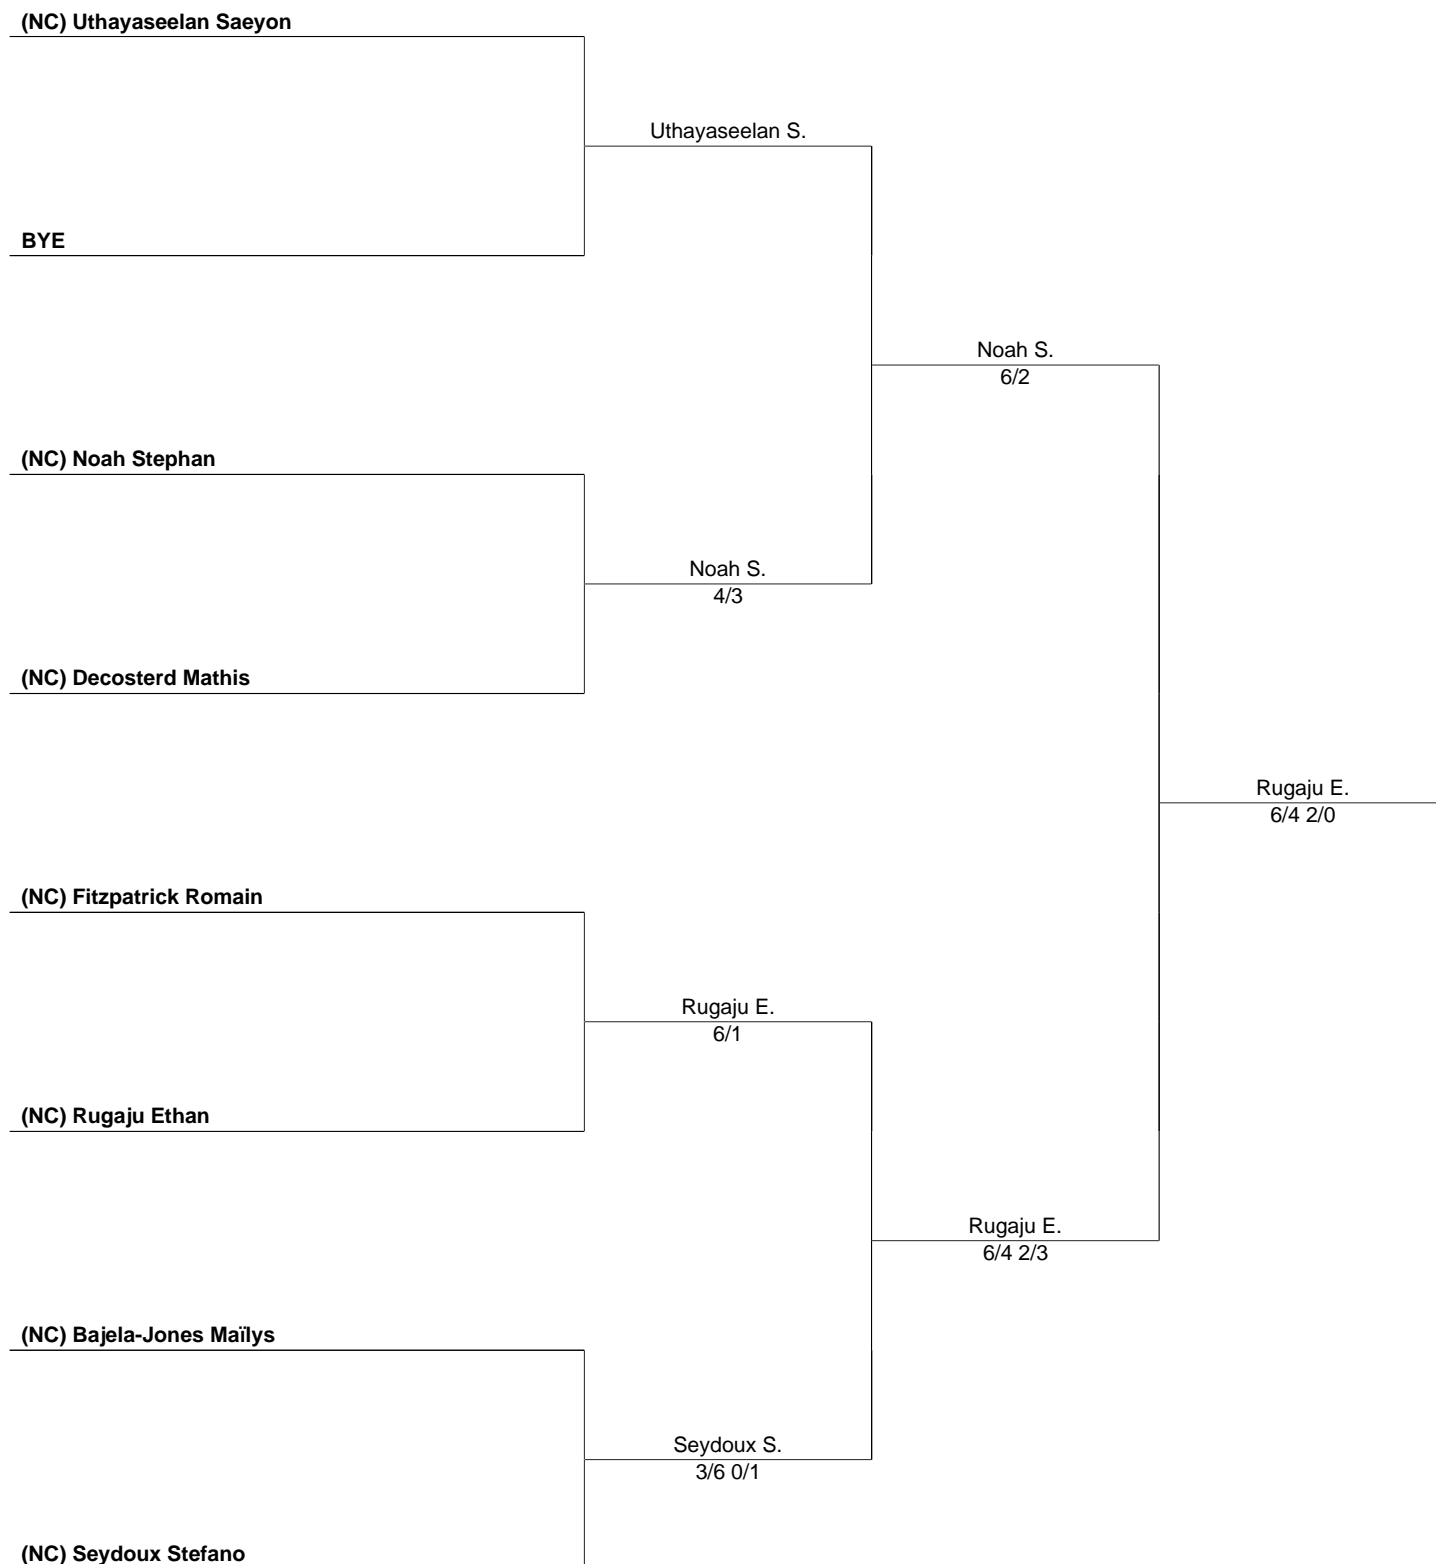 (NC) Uthayaseelan Saeyon
Uthayaseelan S.
BYE
Noah S.
6/2
(NC) Noah Stephan
Noah S.
4/3
(NC) Decosterd Mathis
Rugaju E.
6/4 2/0
(NC) Fitzpatrick Romain
Rugaju E.
6/1
(NC) Rugaju Ethan
Rugaju E.
6/4 2/3
(NC) Bajela-Jones Maïlys
Seydoux S.
3/6 0/1
(NC) Seydoux Stefano